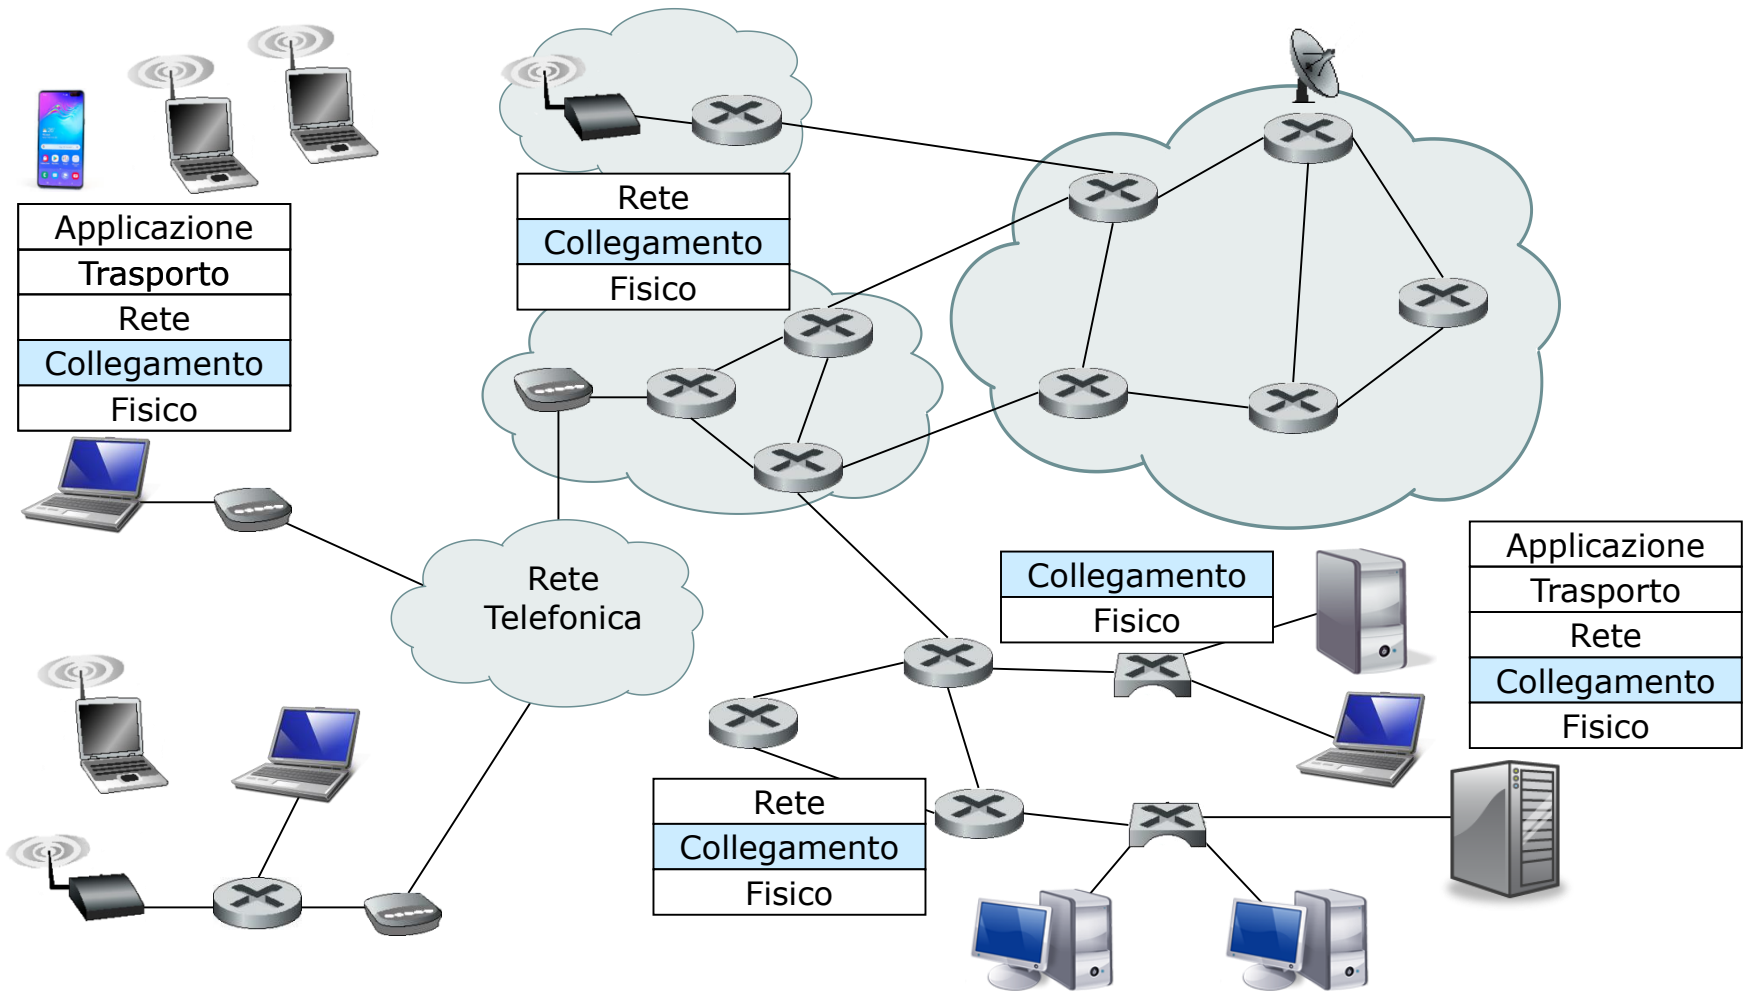 Applicazione
Trasporto
Rete
Collegamento
Fisico
Rete
Collegamento
Fisico
Rete
Telefonica
Collegamento
Fisico
Applicazione
Trasporto
Rete
Collegamento
Fisico
Rete
Collegamento
Fisico